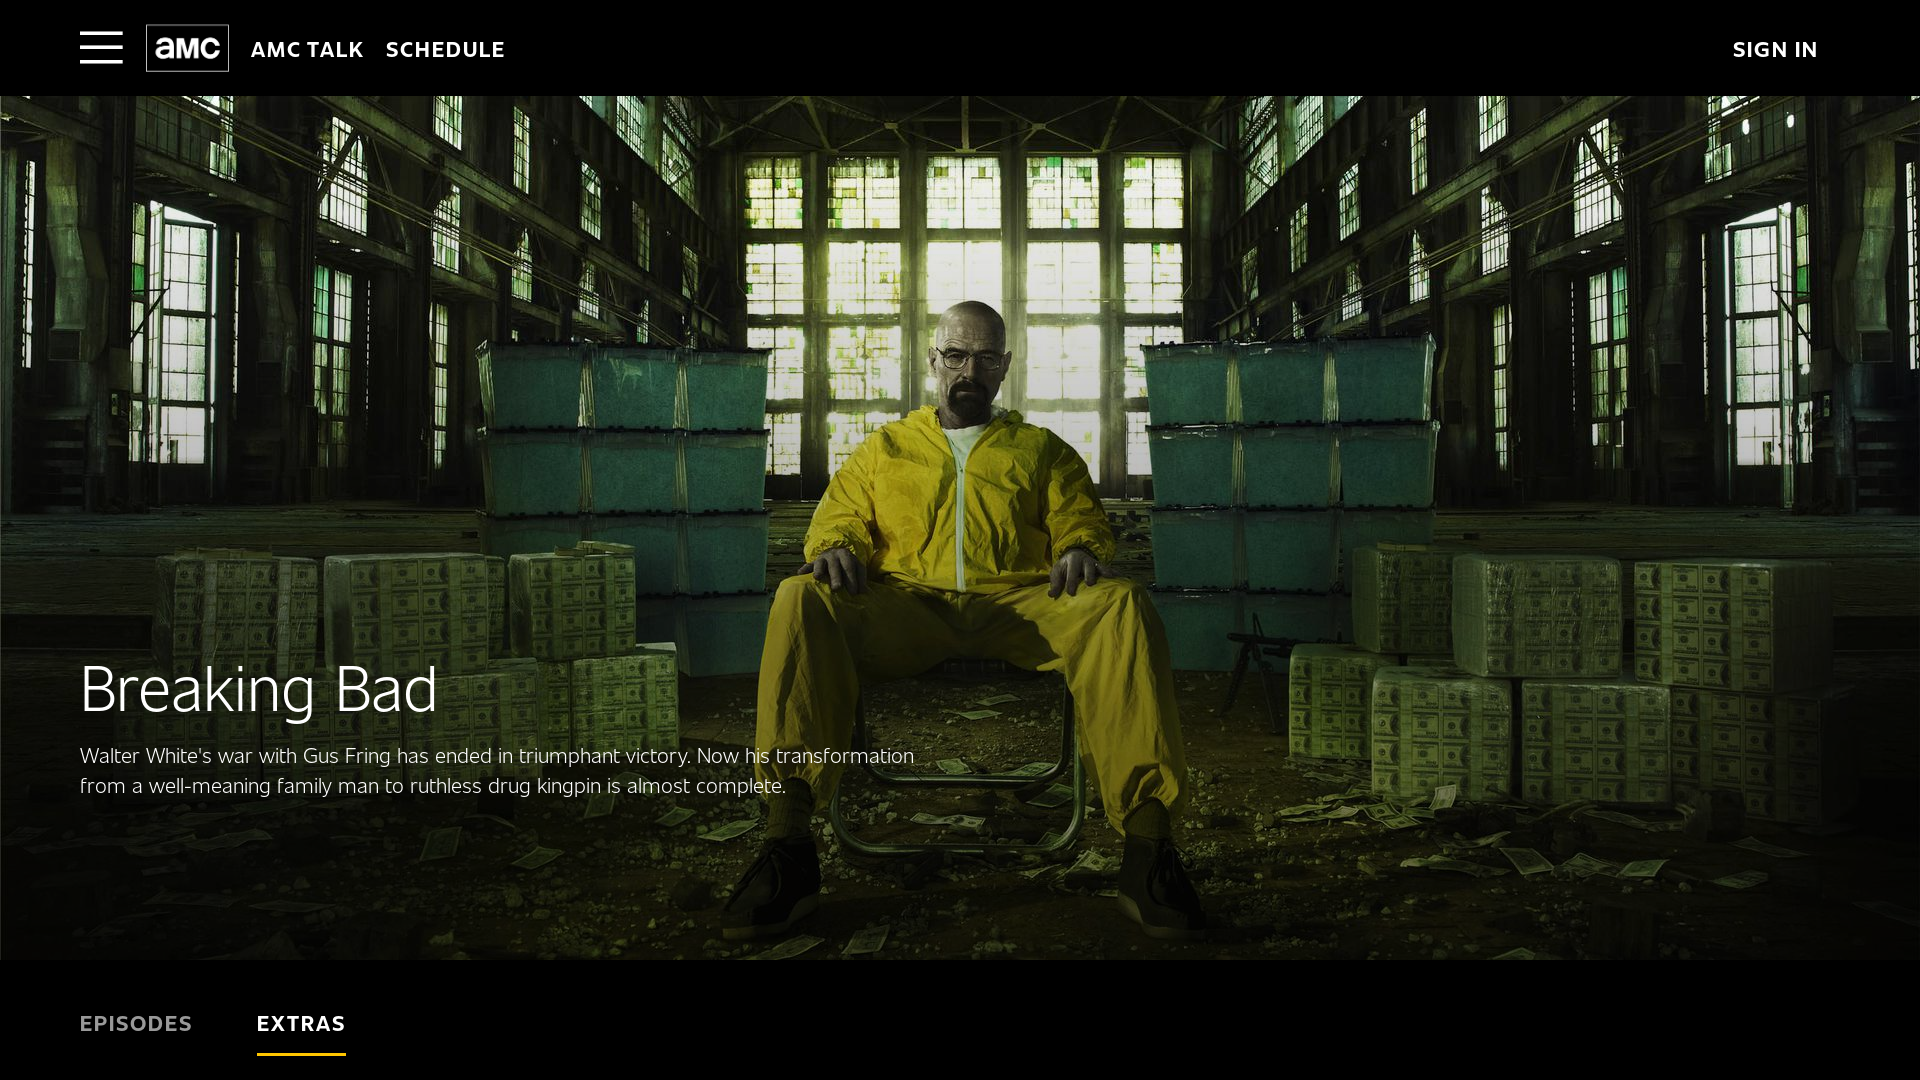 aMC
AMC TALK
SCHEDULE
SIGN IN
Breaking Bad
Walter White's war with Gus Fring has ended in triumphant victory. Now his transformation
from a well-meaning family man to ruthless drug kingpin is almost complete.
EPISODES
EXTRAS